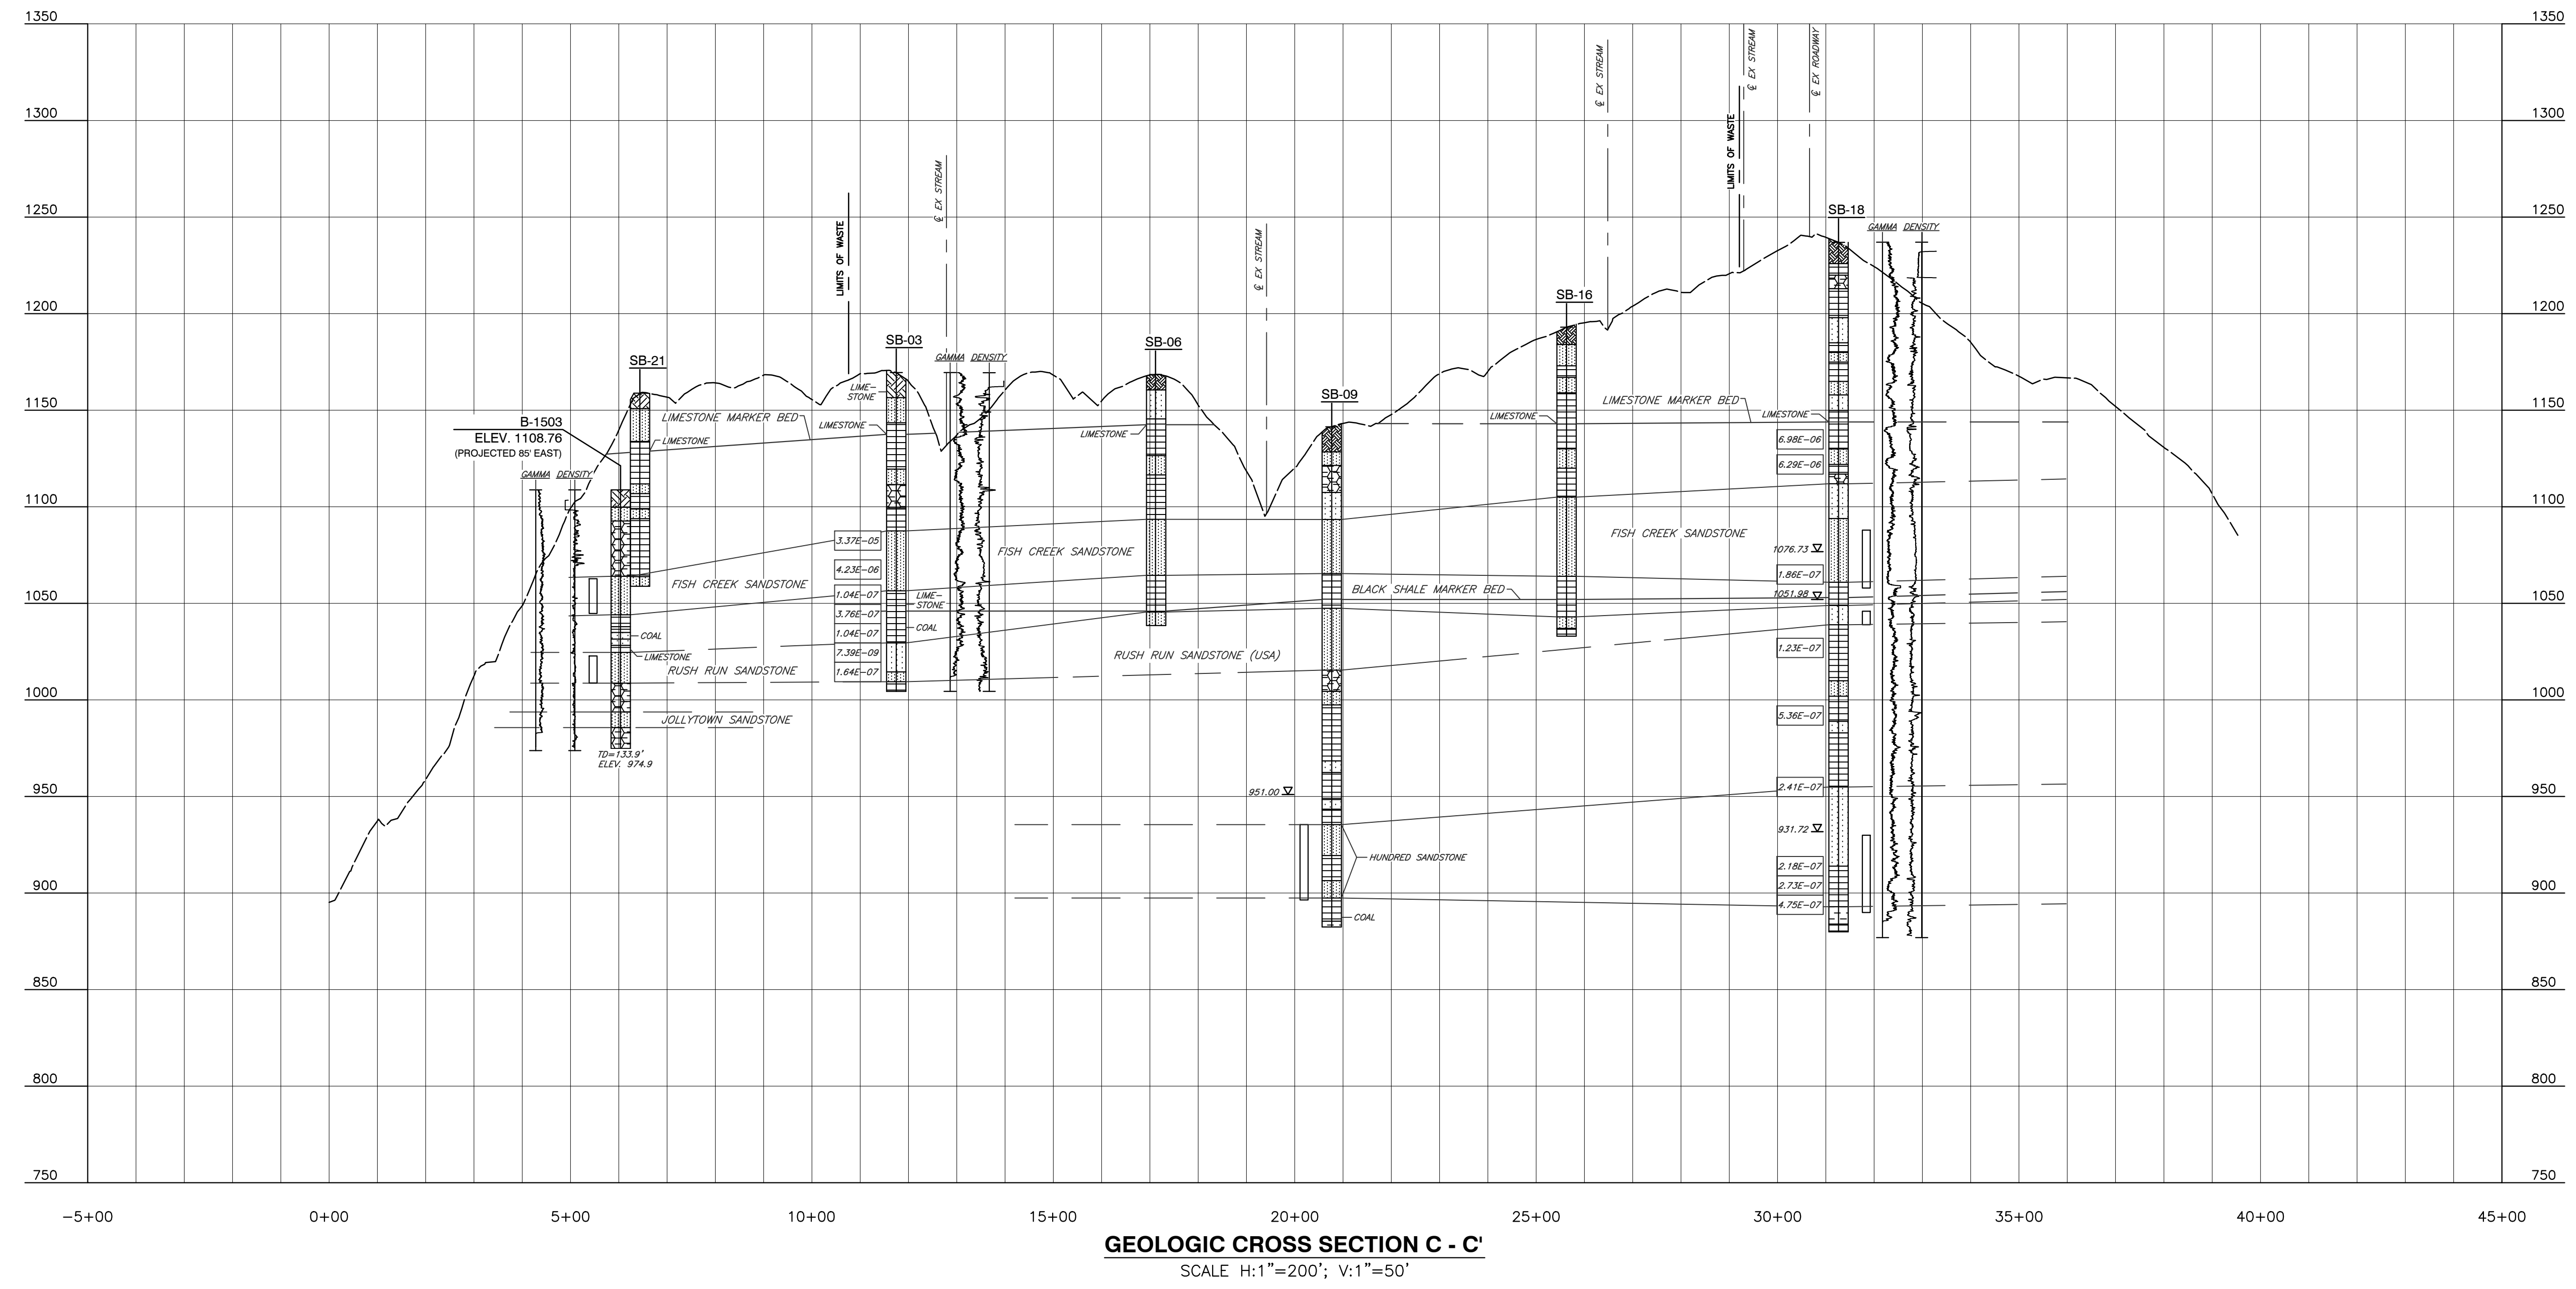 1350
1350
1300
1300
1250
1250
1200
1200
1150
1150
1100
1100
1050
1050
1000
1000
950
950
900
900
850
850
800
800
750
750
℄ EX STREAM
℄ EX STREAM
℄ EX ROADWAY
LIMITS OF WASTE
℄ EX STREAM
LIMITS OF WASTE
℄ EX STREAM
SB-18
GAMMA
DENSITY
SB-16
SB-03
SB-06
GAMMA
DENSITY
SB-21
SB-09
B-1503
ELEV. 1108.76
(PROJECTED 85' EAST)
GAMMA
DENSITY
LIME-
STONE
LIMESTONE MARKER BED
LIMESTONE
LIMESTONE
LIMESTONE
LIMESTONE
LIMESTONE MARKER BED
LIMESTONE
6.98E-06
6.29E-06
3.37E-05
4.23E-06
1.04E-07
3.76E-07
1.04E-07
7.39E-09
1.64E-07
FISH CREEK SANDSTONE
FISH CREEK SANDSTONE
FISH CREEK SANDSTONE
1076.73
1.86E-07
1051.98
LIME-
STONE
COAL
BLACK SHALE MARKER BED
COAL
LIMESTONE
RUSH RUN SANDSTONE
RUSH RUN SANDSTONE (USA)
1.23E-07
JOLLYTOWN SANDSTONE
5.36E-07
TD=133.9'
ELEV. 974.9
951.00
2.41E-07
931.72
HUNDRED SANDSTONE
2.18E-07
2.73E-07
4.75E-07
COAL
-5+00
0+00
5+00
10+00
15+00
20+00
25+00
30+00
35+00
40+00
45+00
GEOLOGIC CROSS SECTION C - C'
SCALE H:1"=200'; V:1"=50'